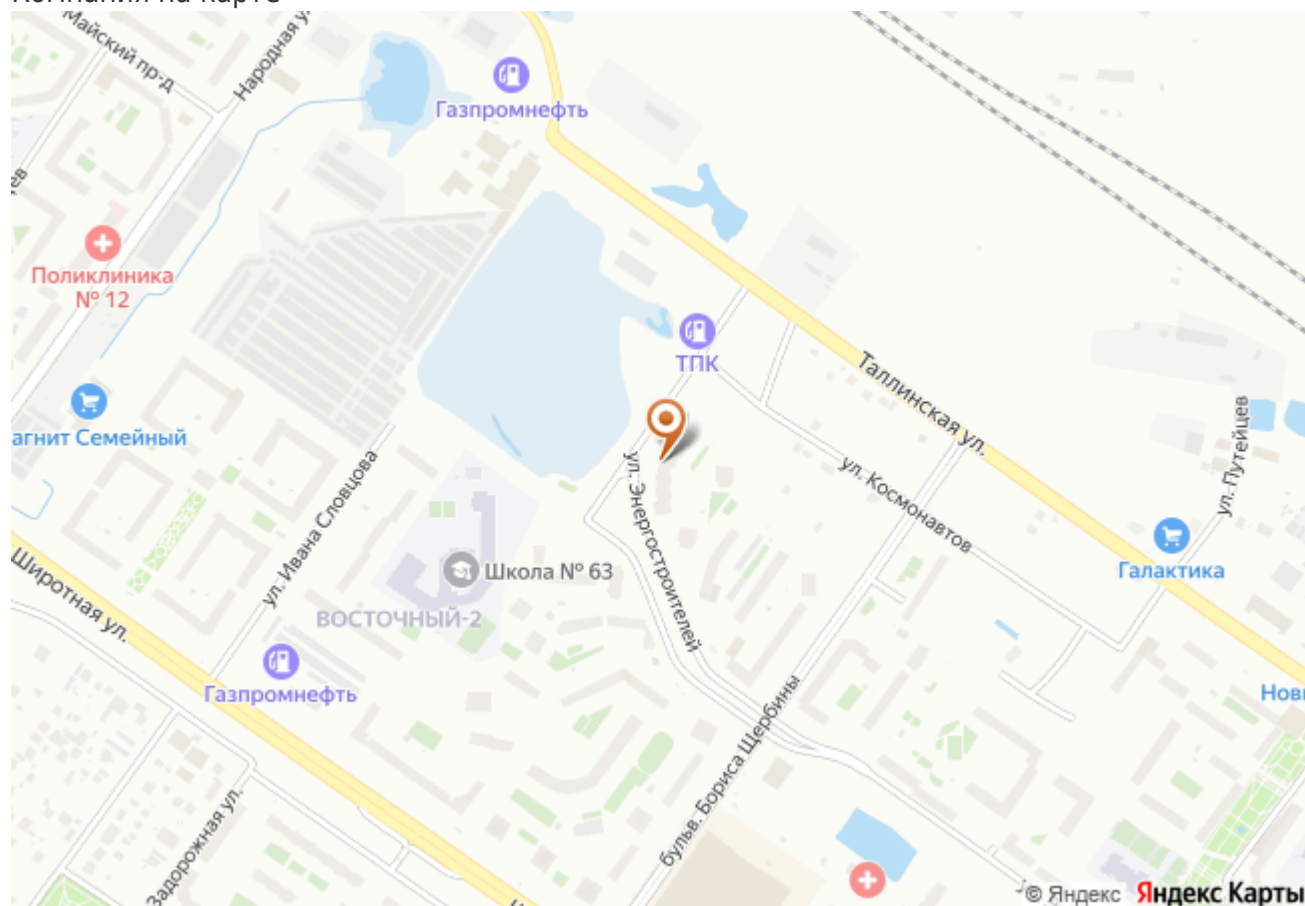 Компания на карте
Майский пр-д
Народная у
Газпромнефть
цев
Поликлиника
№ 12
ТПК
Таллинская ул.
агнит Семейный
ул. Ивана Словцова
ул. Энергостроителей
ул. Космонавтов
ул. Путейцев
Галактика
Широтная ул.
Школа № 63
ВОСТОЧНЫЙ-2
Газпромнефть
Нов
бульв. Бориса Щербины
Задорожная ул.
© Яндекс Яндекс Карты